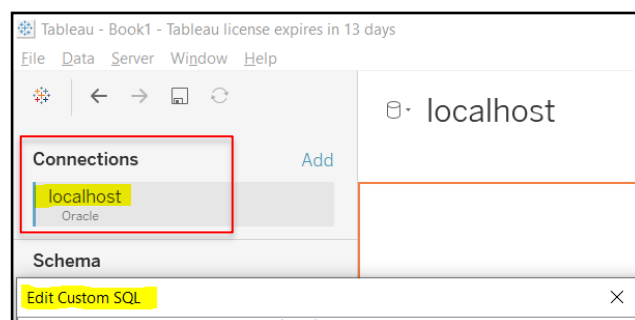 Tableau - Book1 - Tableau license expires in 13 days
File Data Server Window Help
localhost
Connections Add
localhost
Oracle
Schema
Edit Custom SQL